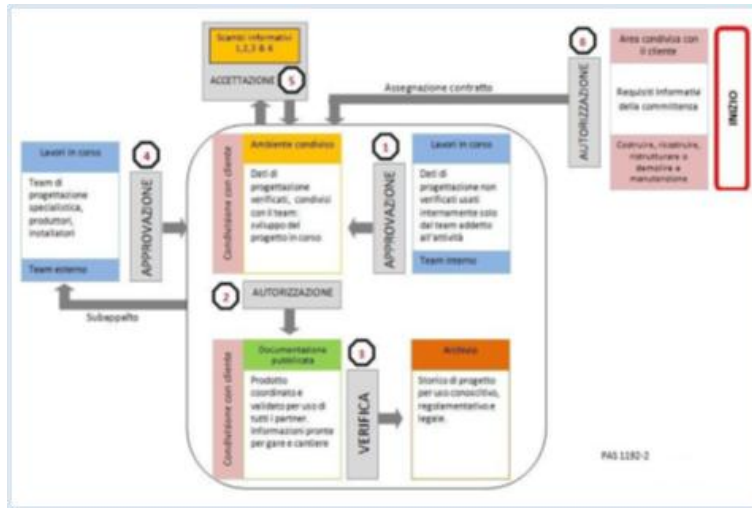 Scambi informativi
1,2,3 & 4
ACCETTAZIONE
5
6
AUTORIZZAZIONE
Area condivisa con
il cliente
Requisiti Informativi
della committenza
Costruire, ricostruire,
ristrutturare o
demolire e
manutenzione
INIZIO
Assegnazione contratto
Lavori in corso
Team di
progettazione
specialistica,
produttori,
installatori
Team esterno
4
APPROVAZIONE
Subappalto
Condivisione con cliente
Ambiente condiviso
Dati di
progettazione
verificati, condivisi
con il team:
sviluppo del
progetto in corso
1
APPROVAZIONE
Lavori in corso
Dati di
progettazione non
verificati usati
internamente solo
dal team addetto
all'attività
Team interno
2
AUTORIZZAZIONE
Condivisione con cliente
Documentazione
pubblicata
Prodotto
coordinato e
validato per uso di
tutti i partner.
Informazioni pronte
per gare e cantiere
3
VERIFICA
Archivio
Storico di progetto
per uso conoscitivo,
regolamentativo e
legale.
PAS 1192-2